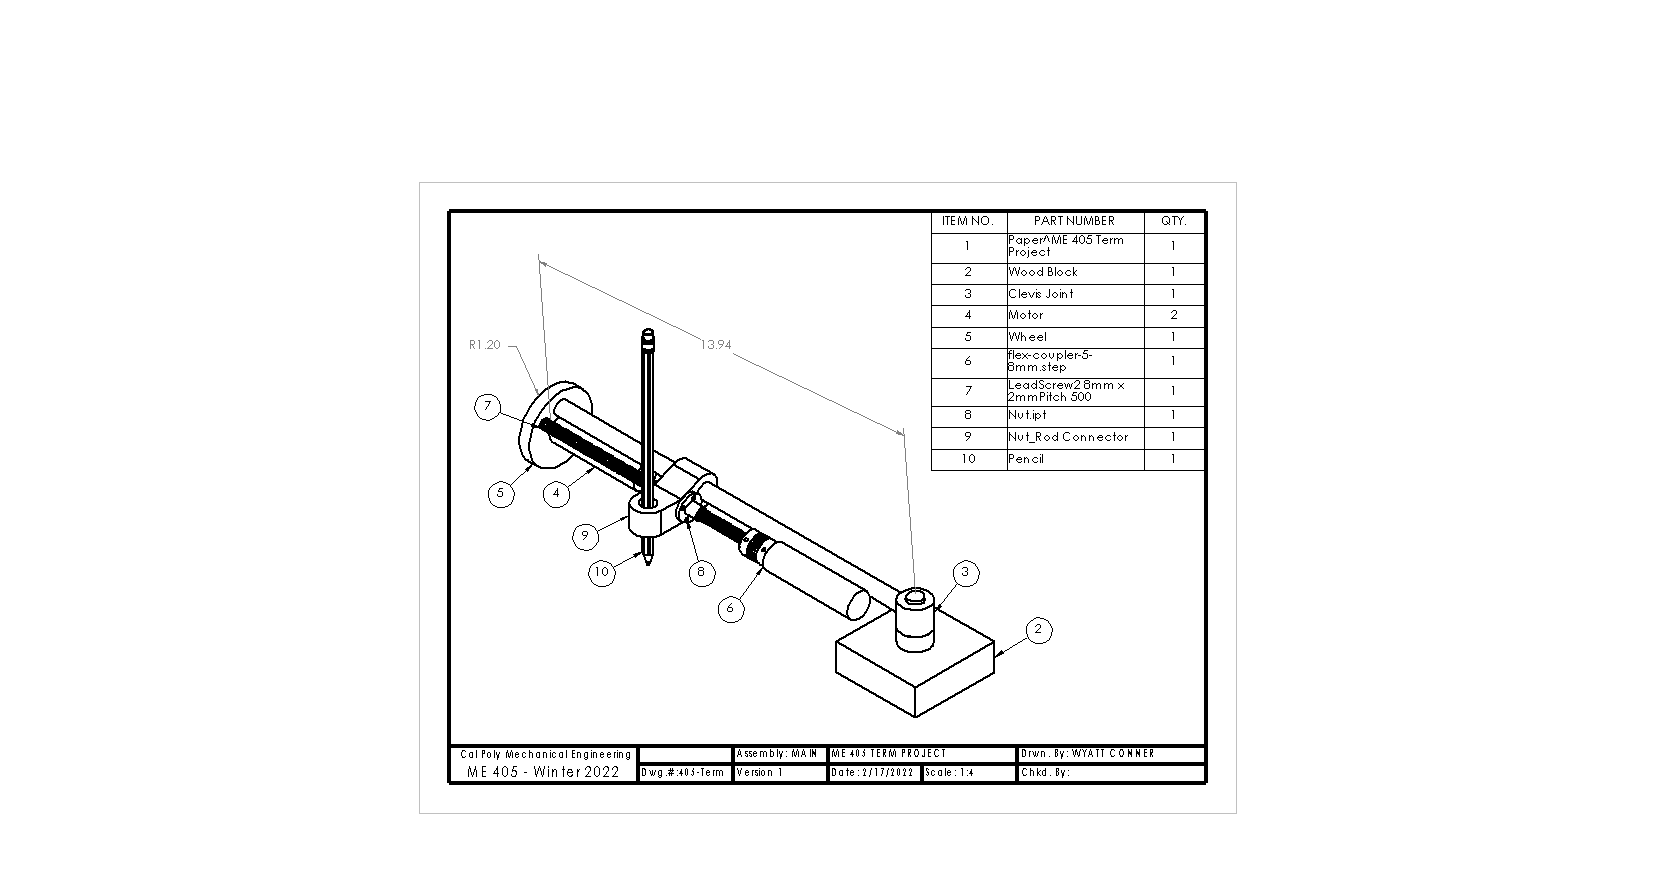 ITEM NO. PART NUMBER QTY.
1 Paper^ME 405 Term Project 1
2 Wood Block 1
3 Clevis Joint 1
4 Motor 2
5 Wheel 1
6 flex-coupler-5-8mm.step 1
7 LeadScrew2 8mm x 2mmPitch 500 1
8 Nut.ipt 1
9 Nut_Rod Connector 1
10 Pencil 1
R1.20
13.94
7
5
4
9
10
8
6
3
2
Cal Poly Mechanical Engineering
ME 405 - Winter 2022
Dwg.#:405-Term
Assembly: MAIN
Version 1
ME 405 TERM PROJECT
Date: 2/17/2022
Scale: 1:4
Drwn. By: WYATT CONNER
Chkd. By: